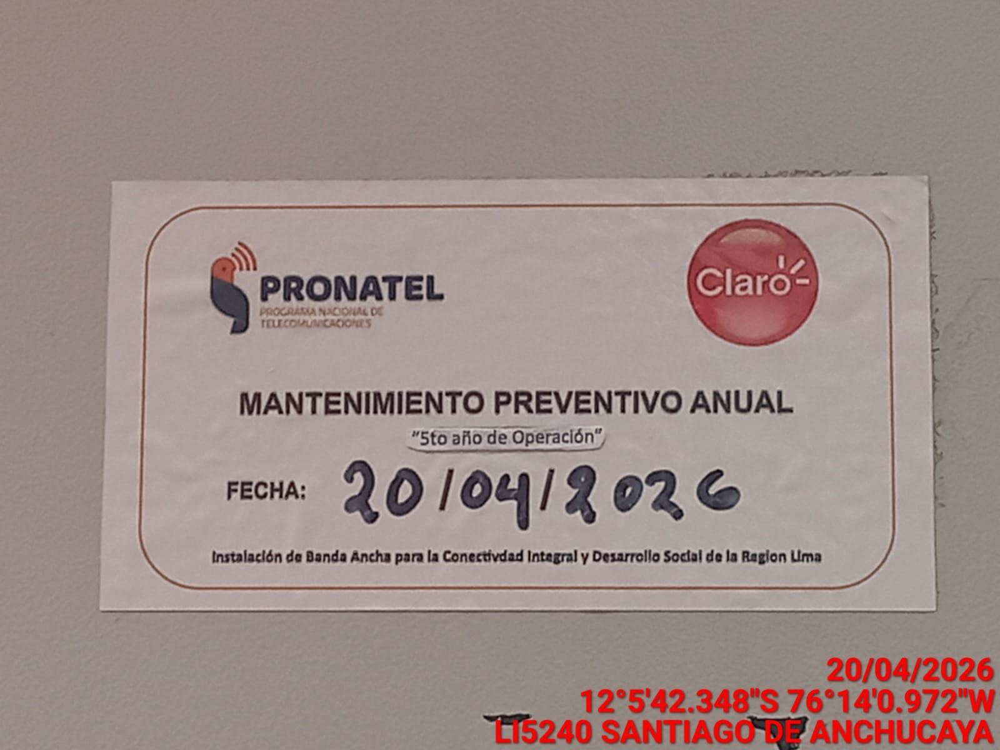 PRONATEL
PROGRAMA NACIONAL DE
TELECOMUNICACIONES
Claro
MANTENIMIENTO PREVENTIVO ANUAL
"5to año de Operación"
FECHA: 20/04/2026
Instalación de Banda Ancha para la Conectivdad Integral y Desarrollo Social de la Region Lima
20/04/2026
12°5'42.348"S 76°14'0.972"W
LI5240 SANTIAGO DE ANCHUCAYA